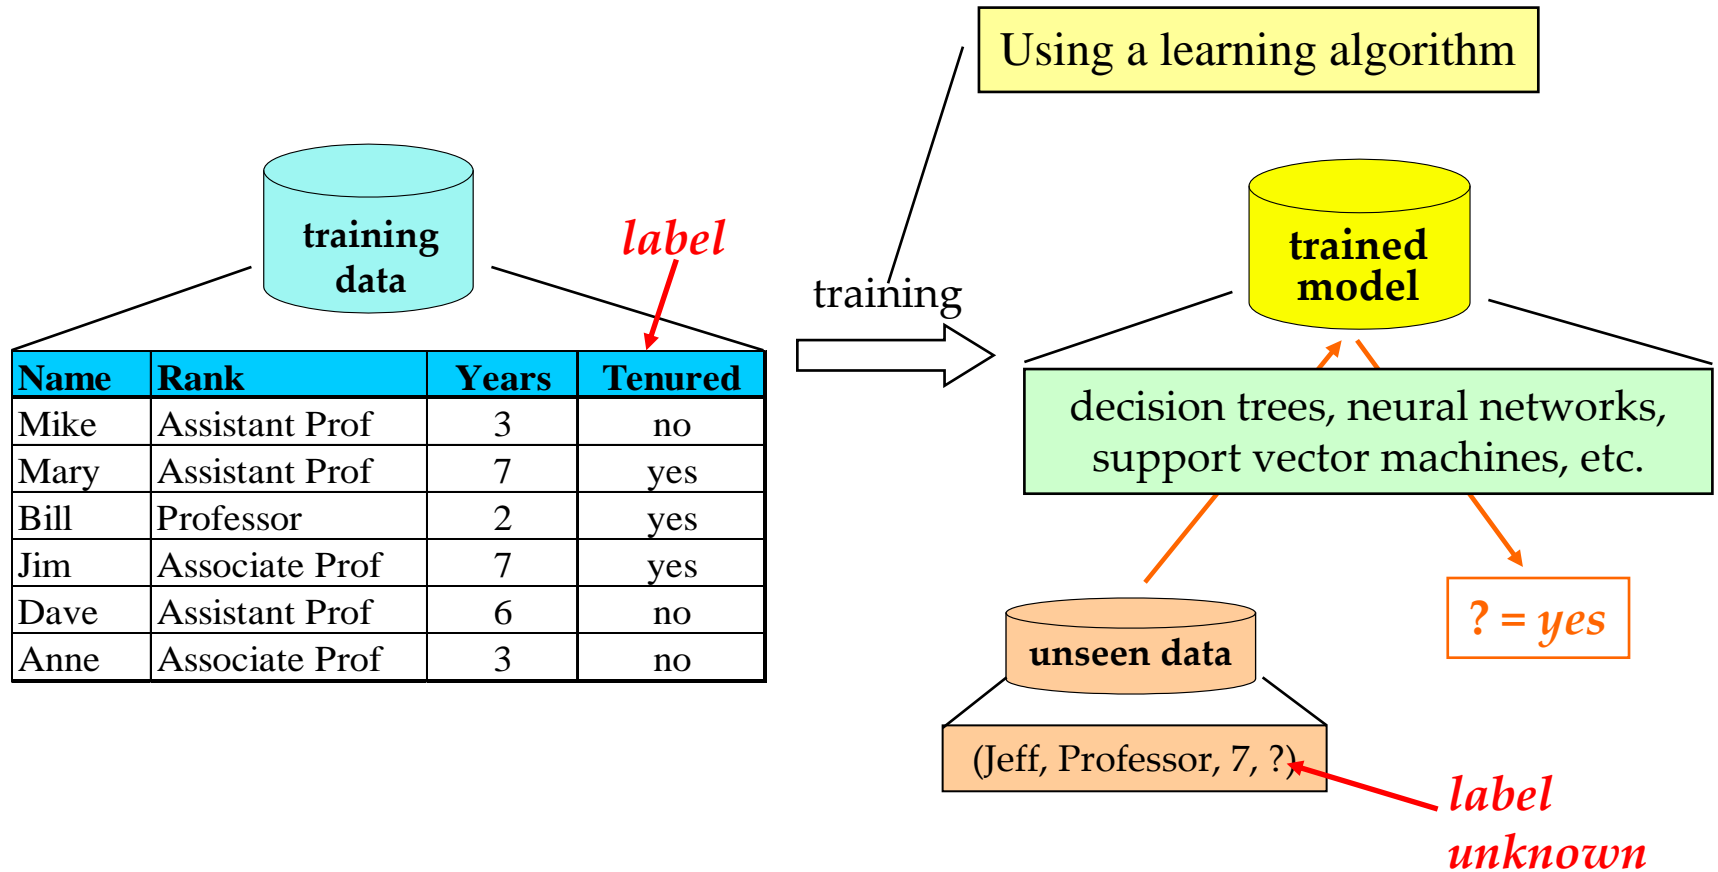 Using a learning algorithm
training
data
label
training
trained
model
Name Rank Years Tenured
Mike Assistant Prof 3 no
Mary Assistant Prof 7 yes
Bill Professor 2 yes
Jim Associate Prof 7 yes
Dave Assistant Prof 6 no
Anne Associate Prof 3 no
decision trees, neural networks,
support vector machines, etc.
unseen data
(Jeff, Professor, 7, ?)
label
unknown
? = yes